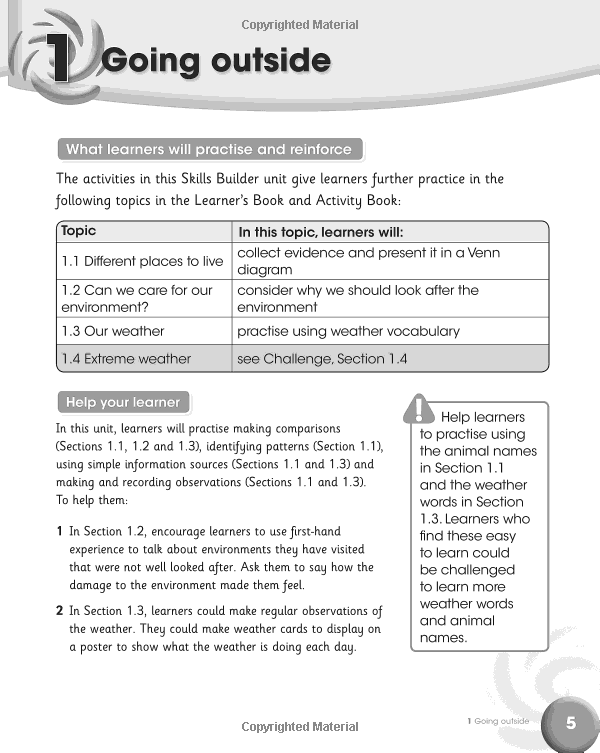 Copyrighted Material
1 Going outside
What learners will practise and reinforce
The activities in this Skills Builder unit give learners further practice in the
following topics in the Learner's Book and Activity Book:
Topic In this topic, learners will:
1.1 Different places to live collect evidence and present it in a Venn
diagram
1.2 Can we care for our consider why we should look after the
environment? environment
1.3 Our weather practise using weather vocabulary
1.4 Extreme weather see Challenge, Section 1.4
Help your learner
In this unit, learners will practise making comparisons
(Sections 1.1, 1.2 and 1.3), identifying patterns (Section 1.1),
using simple information sources (Sections 1.1 and 1.3) and
making and recording observations (Sections 1.1 and 1.3).
To help them:
1 In Section 1.2, encourage learners to use first-hand
experience to talk about environments they have visited
that were not well looked after. Ask them to say how the
damage to the environment made them feel.
2 In Section 1.3, learners could make regular observations of
the weather. They could make weather cards to display on
a poster to show what the weather is doing each day.
! Help learners
to practise using
the animal names
in Section 1.1
and the weather
words in Section
1.3. Learners who
find these easy
to learn could
be challenged
to learn more
weather words
and animal
names.
1 Going outside 5
Copyrighted Material